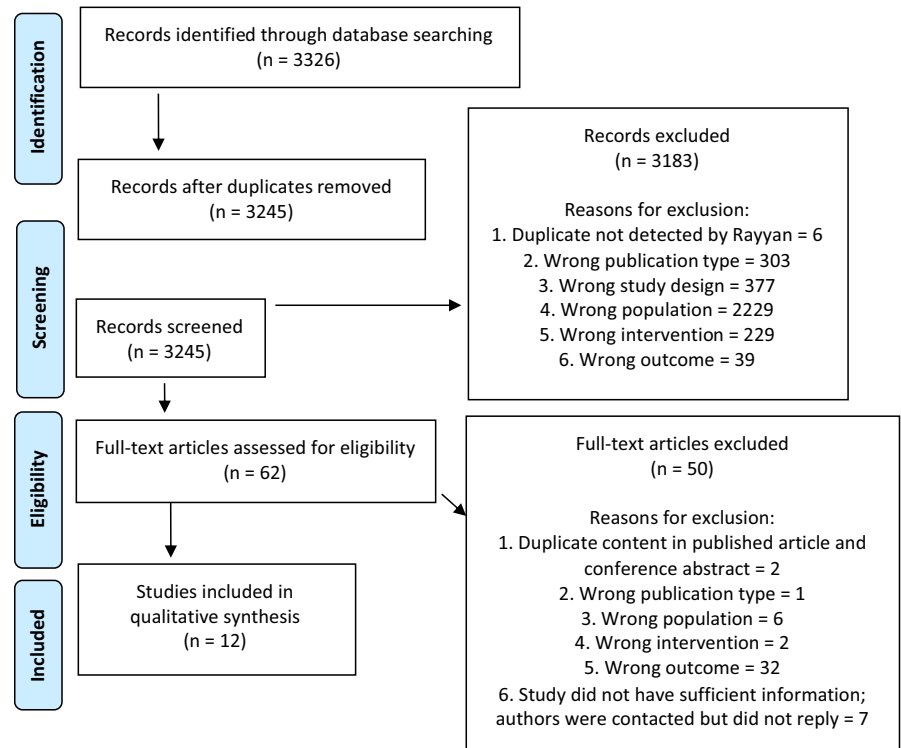 Identification
Records identified through database searching
(n = 3326)
Records after duplicates removed
(n = 3245)
Screening
Records screened
(n = 3245)
Records excluded
(n = 3183)
Reasons for exclusion:
1. Duplicate not detected by Rayyan = 6
2. Wrong publication type = 303
3. Wrong study design = 377
4. Wrong population = 2229
5. Wrong intervention = 229
6. Wrong outcome = 39
Eligibility
Full-text articles assessed for eligibility
(n = 62)
Full-text articles excluded
(n = 50)
Reasons for exclusion:
1. Duplicate content in published article and
conference abstract = 2
2. Wrong publication type = 1
3. Wrong population = 6
4. Wrong intervention = 2
5. Wrong outcome = 32
6. Study did not have sufficient information;
authors were contacted but did not reply = 7
Included
Studies included in
qualitative synthesis
(n = 12)